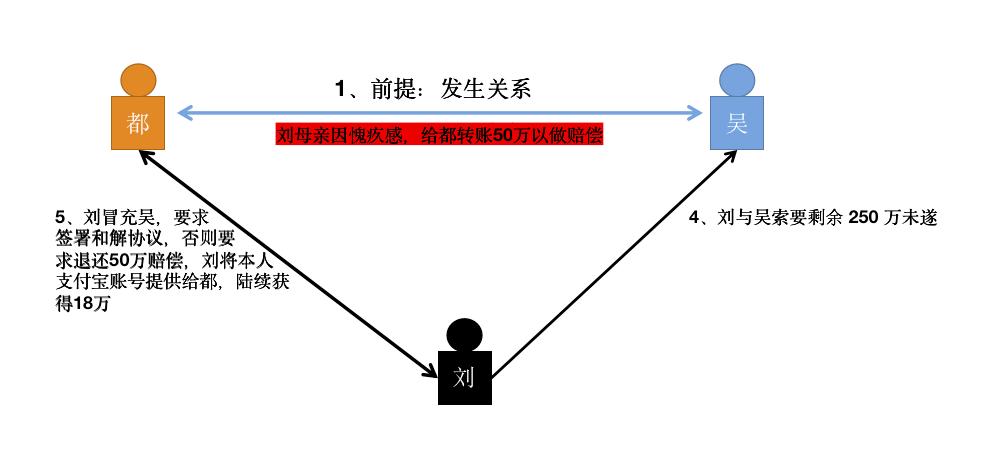 1、前提：发生关系
都
吴
刘母亲因愧疚感，给都转账50万以做赔偿
5、刘冒充吴，要求
签署和解协议，否则要
求退还50万赔偿，刘将本人
支付宝账号提供给都，陆续获
得18万
4、刘与吴索要剩余 250 万未遂
刘